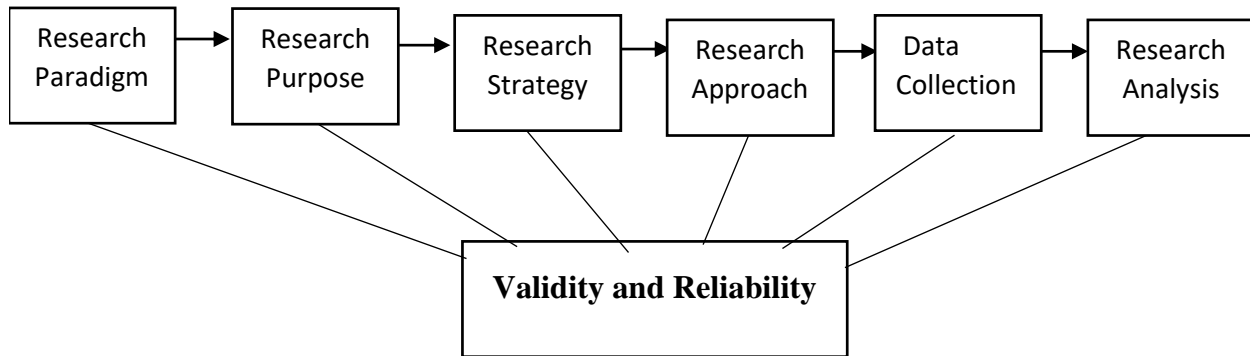 Research
Paradigm
Research
Purpose
Research
Strategy
Research
Approach
Data
Collection
Research
Analysis
Validity and Reliability